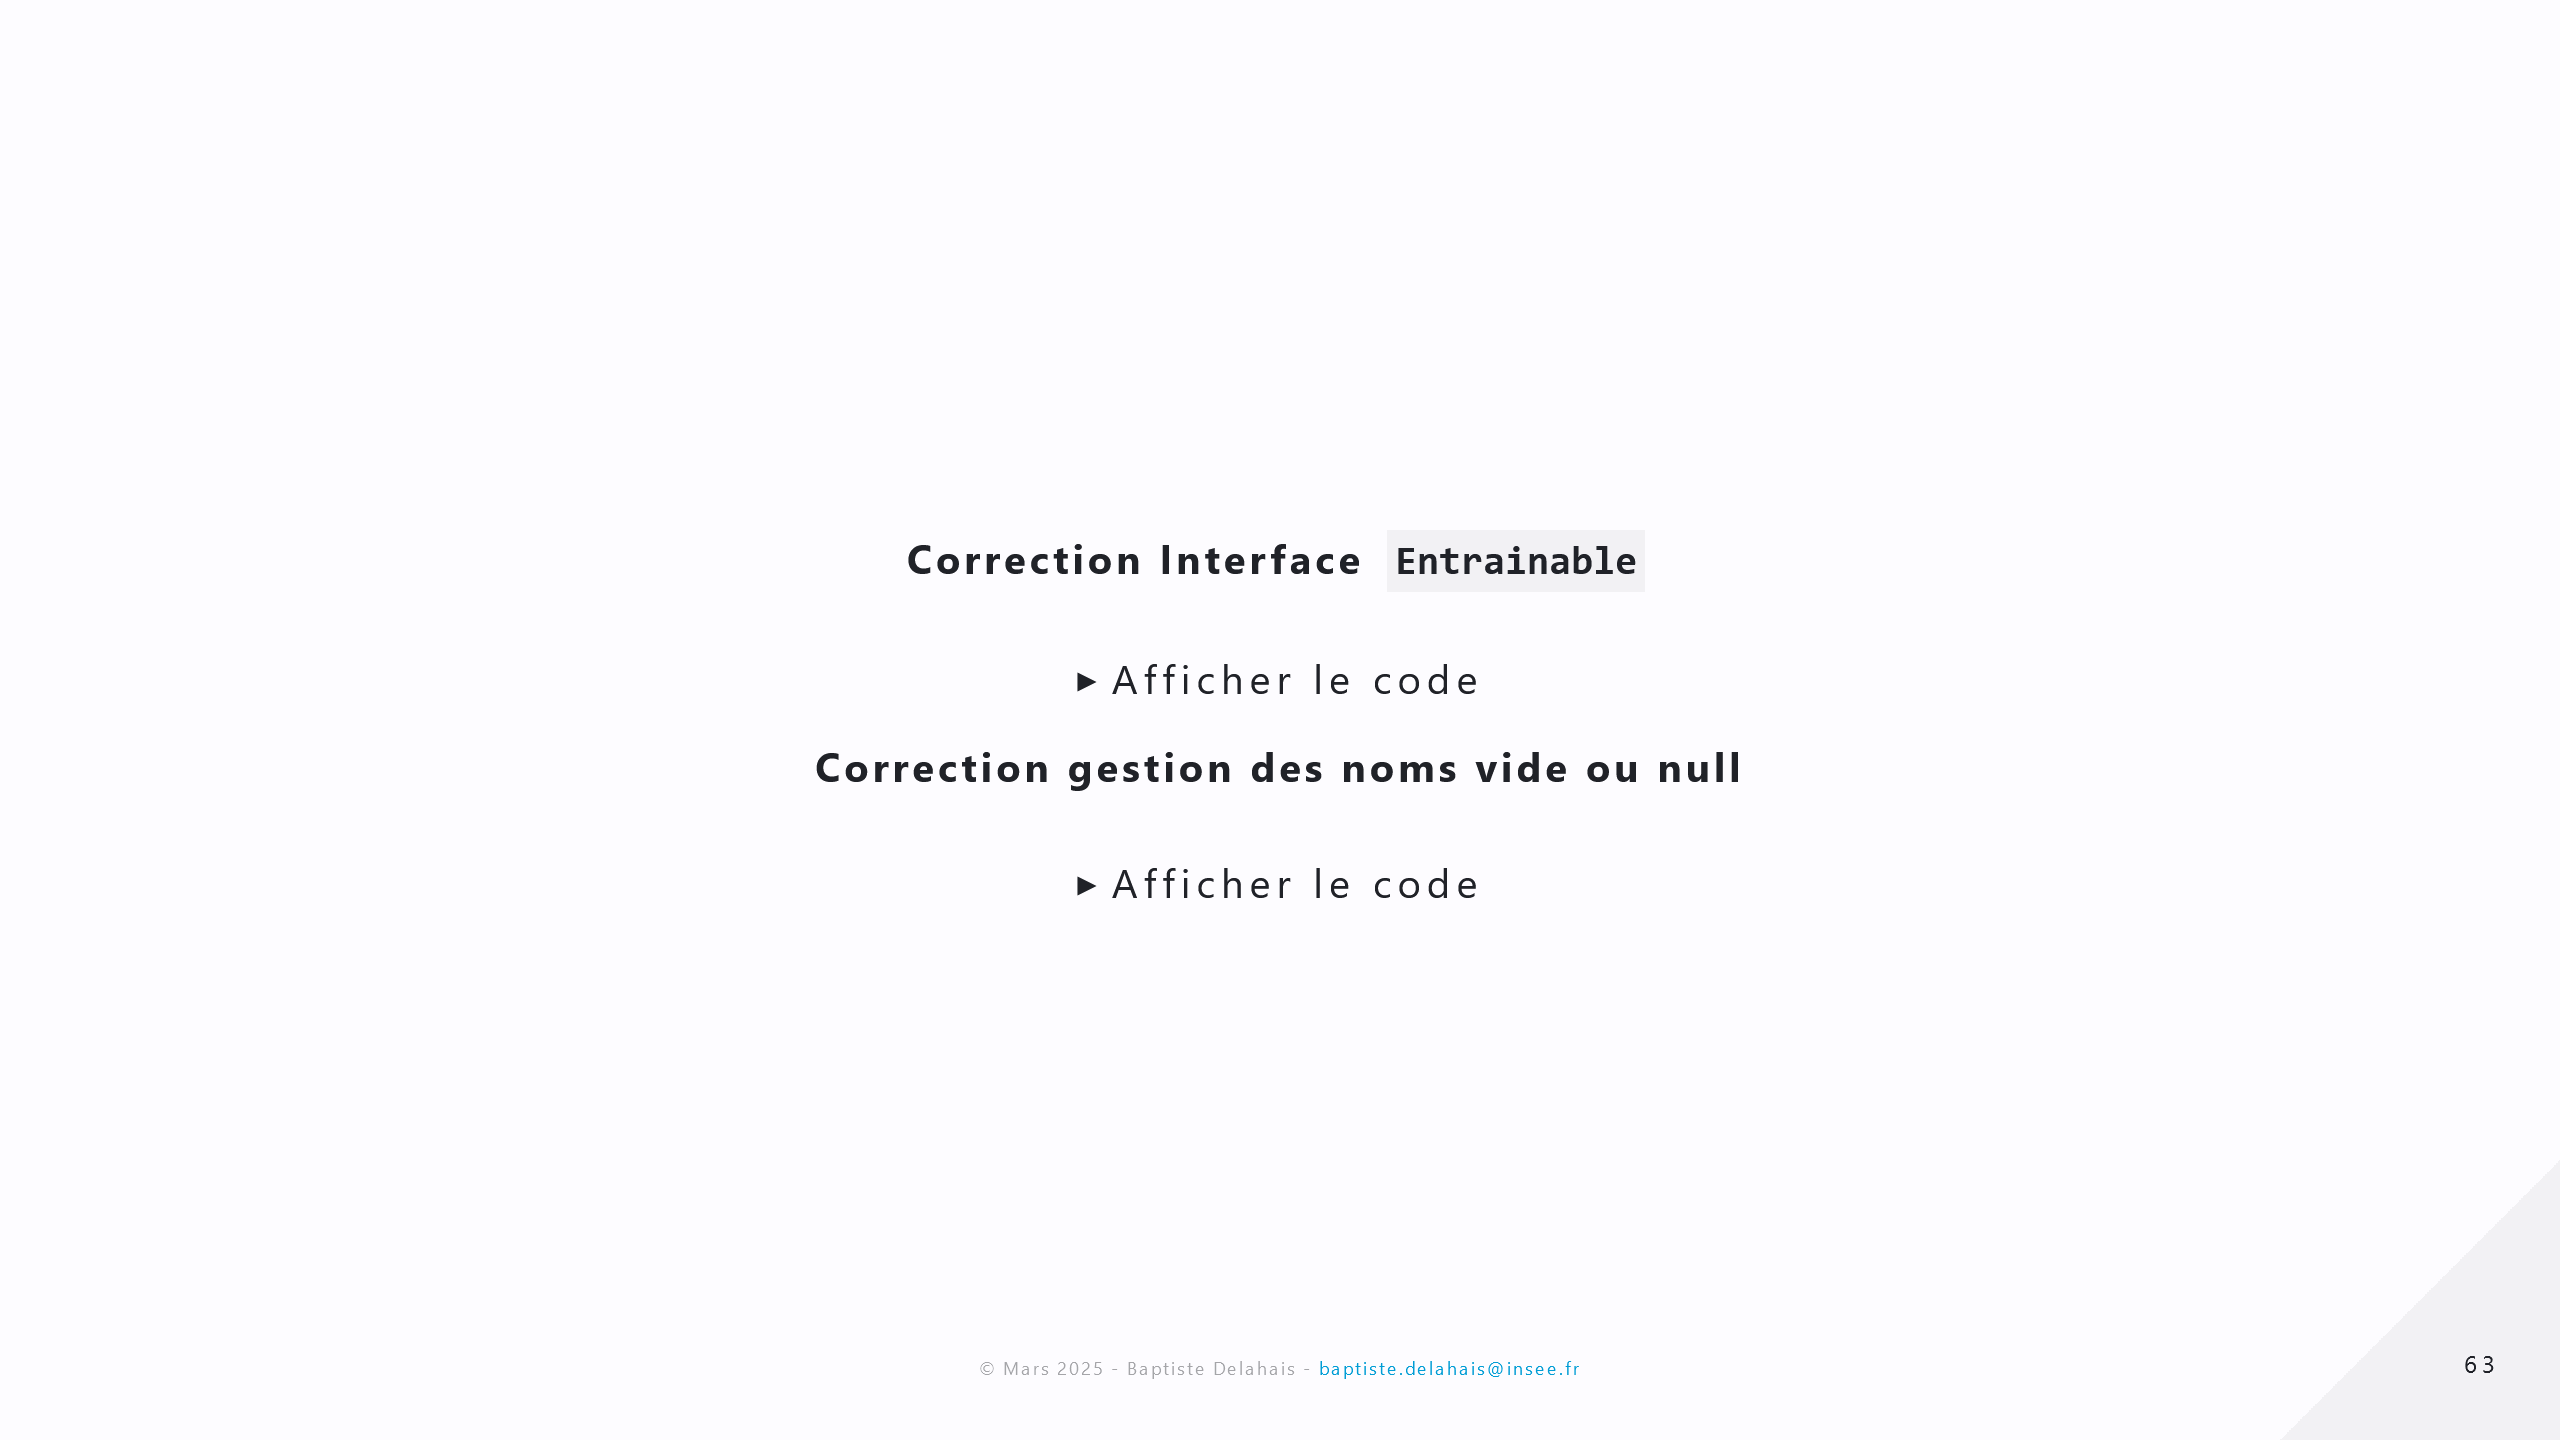 Correction Interface Entrainable
▶ Afficher le code
Correction gestion des noms vide ou null
▶ Afficher le code
© Mars 2025 - Baptiste Delahais - baptiste.delahais@insee.fr
63